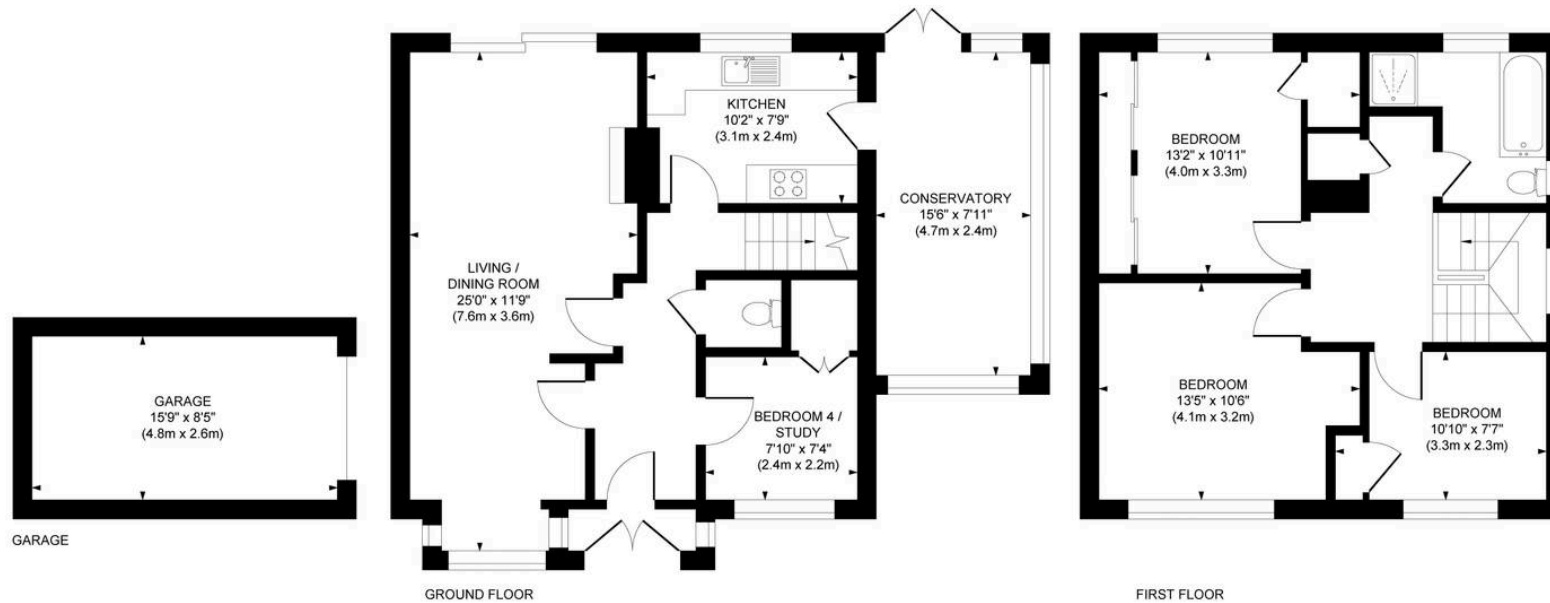 GARAGE
15'9" x 8'5"
(4.8m x 2.6m)
GARAGE
LIVING /
DINING ROOM
25'0" x 11'9"
(7.6m x 3.6m)
KITCHEN
10'2" x 7'9"
(3.1m x 2.4m)
CONSERVATORY
15'6" x 7'11"
(4.7m x 2.4m)
BEDROOM 4 /
STUDY
7'10" x 7'4"
(2.4m x 2.2m)
GROUND FLOOR
BEDROOM
13'2" x 10'11"
(4.0m x 3.3m)
BEDROOM
13'5" x 10'6"
(4.1m x 3.2m)
BEDROOM
10'10" x 7'7"
(3.3m x 2.3m)
FIRST FLOOR